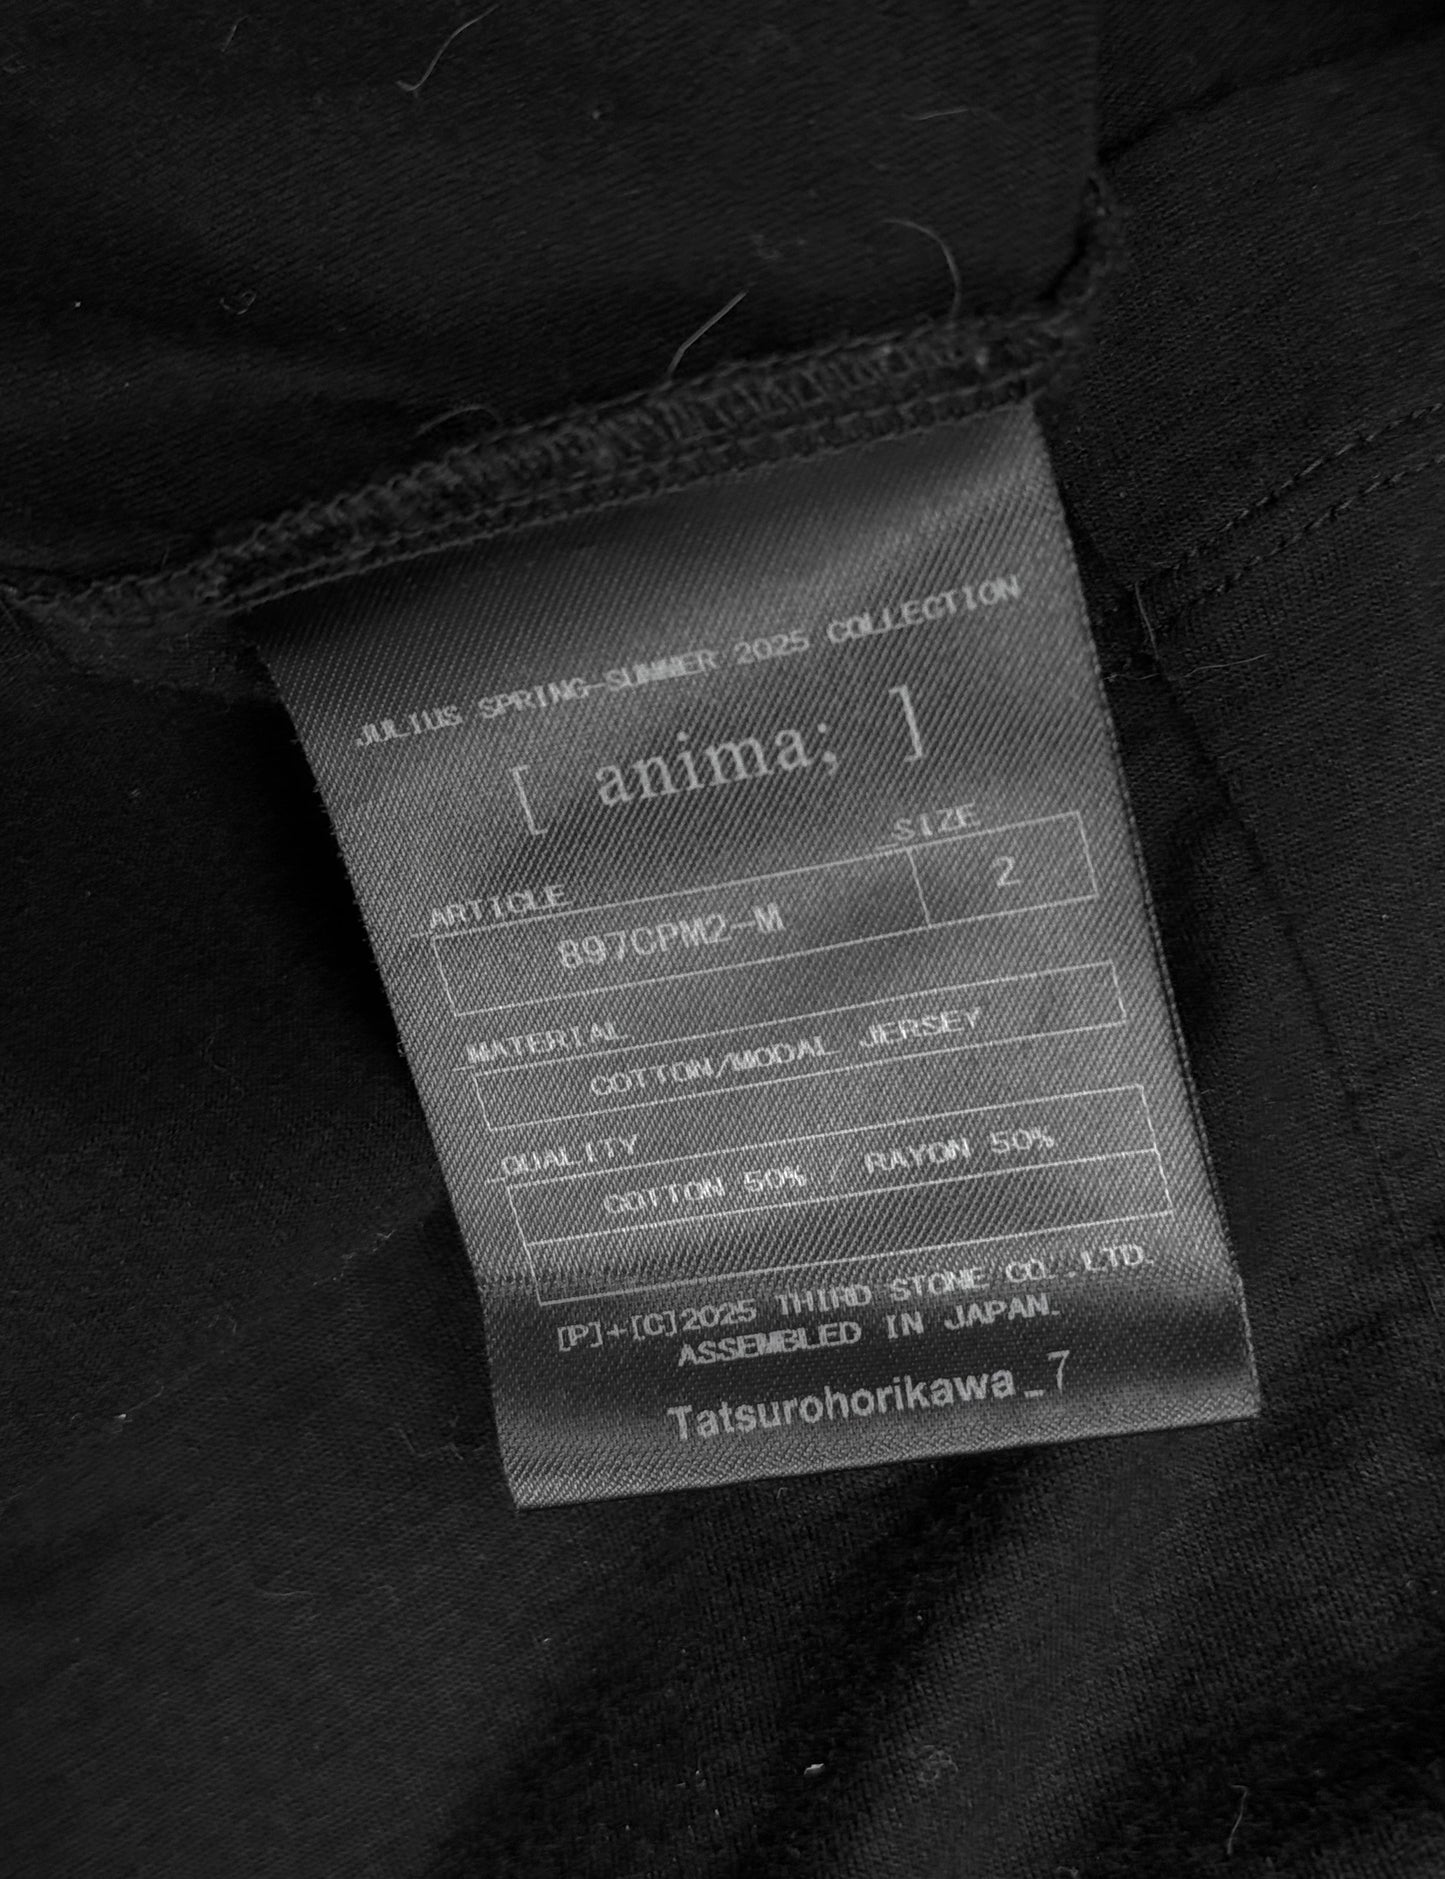 JULIUS SPRING-SUMMER 2025 COLLECTION
[ anima; ]
ARTICLE SIZE
897CPM2-M 2
MATERIAL
COTTON/MODAL JERSEY
QUALITY
COTTON 50% / RAYON 50%
[P]+[C]2025 THIRD STONE CO.,LTD.
ASSEMBLED IN JAPAN.
Tatsurohorikawa_7